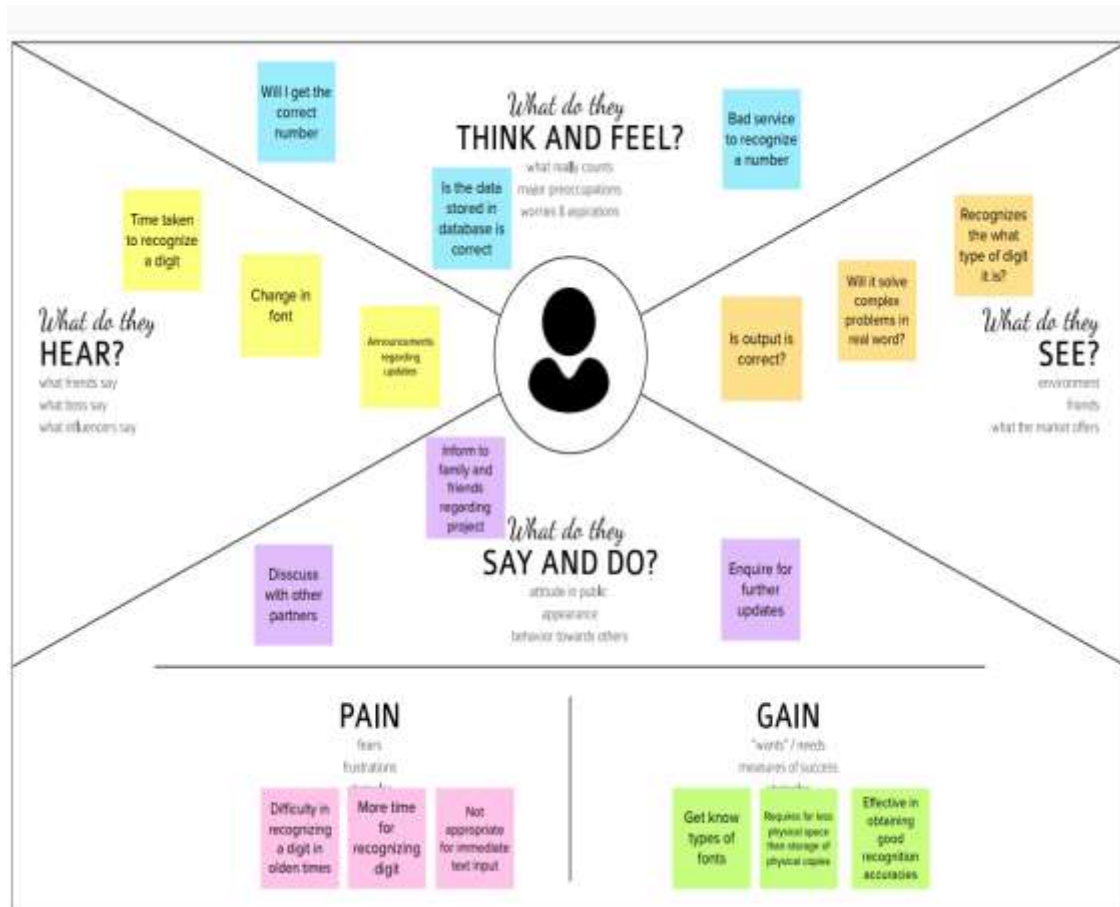 Will I get the
correct
number
What do they
THINK AND FEEL?
what really counts
major preoccupations
worries & aspirations
Bad service
to recognize
a number
Is the data
stored in
database is
correct
Time taken
to recognize
a digit
Change in
font
Announcements
regarding
updates
What do they
HEAR?
what friends say
what boss say
what influencers say
Recognizes
the what
type of digit
it is?
Will it solve
complex
problems in
real word?
Is output is
correct?
What do they
SEE?
environment
friends
what the market offers
Inform to
family and
friends
regarding
project
What do they
SAY AND DO?
attitude in public
appearance
behavior towards others
Disscuss
with other
partners
Enquire for
further
updates
PAIN
fears
frustrations
Difficulty in
recognizing
a digit in
olden times
More time
for
recognizing
digit
Not
appropriate
for immediate
text input
GAIN
"wants" / needs
measures of success
Get know
types of
fonts
Requires far less
physical space
than storage of
physical copies
Effective in
obtaining
good
recognition
accuracies